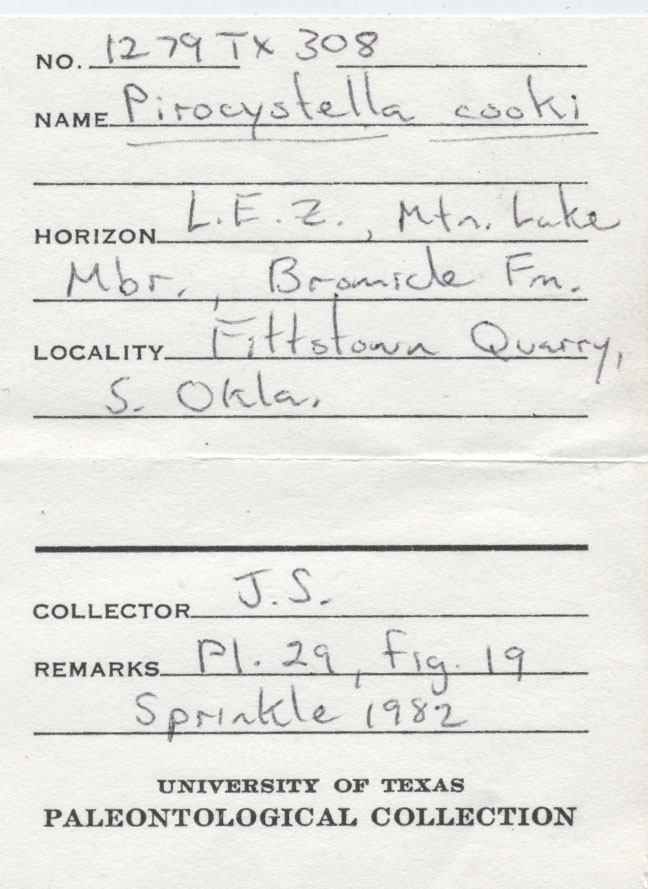 NO. 1279 TX 308
NAME Pirocystella cooki
HORIZON L.E.Z., Mtn. Lake
Mbr., Bromide Fm.
LOCALITY Fittstown Quarry,
S. Okla.
COLLECTOR J.S.
REMARKS Pl. 29, fig. 19
Sprinkle 1982
UNIVERSITY OF TEXAS
PALEONTOLOGICAL COLLECTION